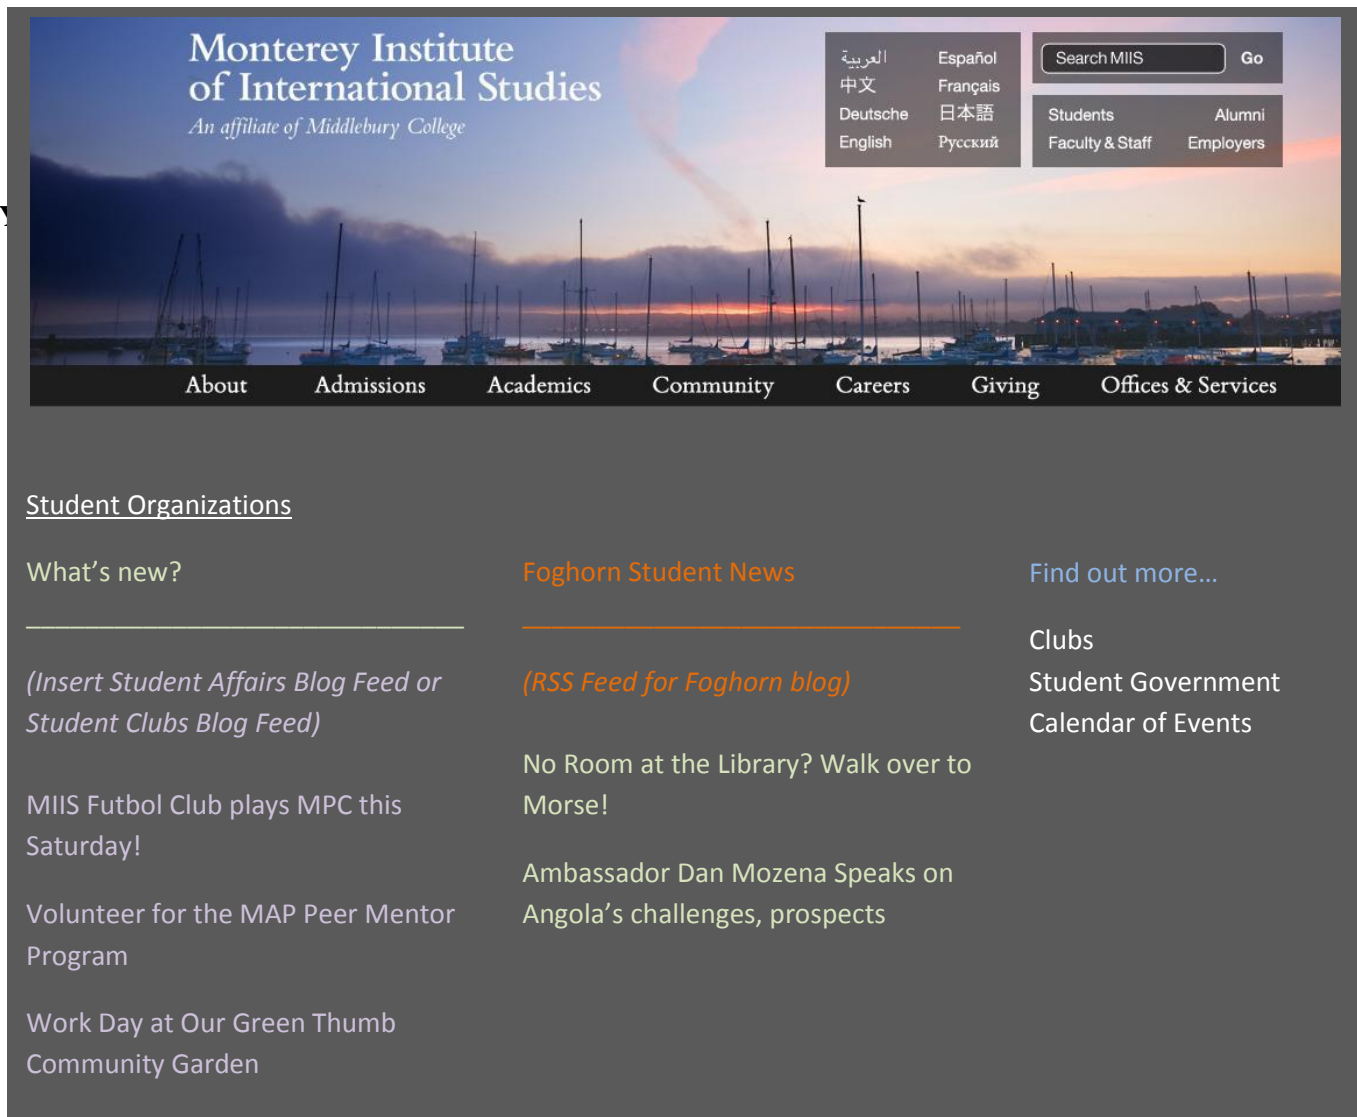 Monterey Institute
of International Studies
An affiliate of Middlebury College
العربية
中文
Deutsche
English
Español
Français
日本語
Русский
Search MIIS
Go
Students
Alumni
Faculty & Staff
Employers
About
Admissions
Academics
Community
Careers
Giving
Offices & Services
Student Organizations
What’s new?
(Insert Student Affairs Blog Feed or
Student Clubs Blog Feed)
MIIS Futbol Club plays MPC this
Saturday!
Volunteer for the MAP Peer Mentor
Program
Work Day at Our Green Thumb
Community Garden
Foghorn Student News
(RSS Feed for Foghorn blog)
No Room at the Library? Walk over to
Morse!
Ambassador Dan Mozena Speaks on
Angola’s challenges, prospects
Find out more…
Clubs
Student Government
Calendar of Events